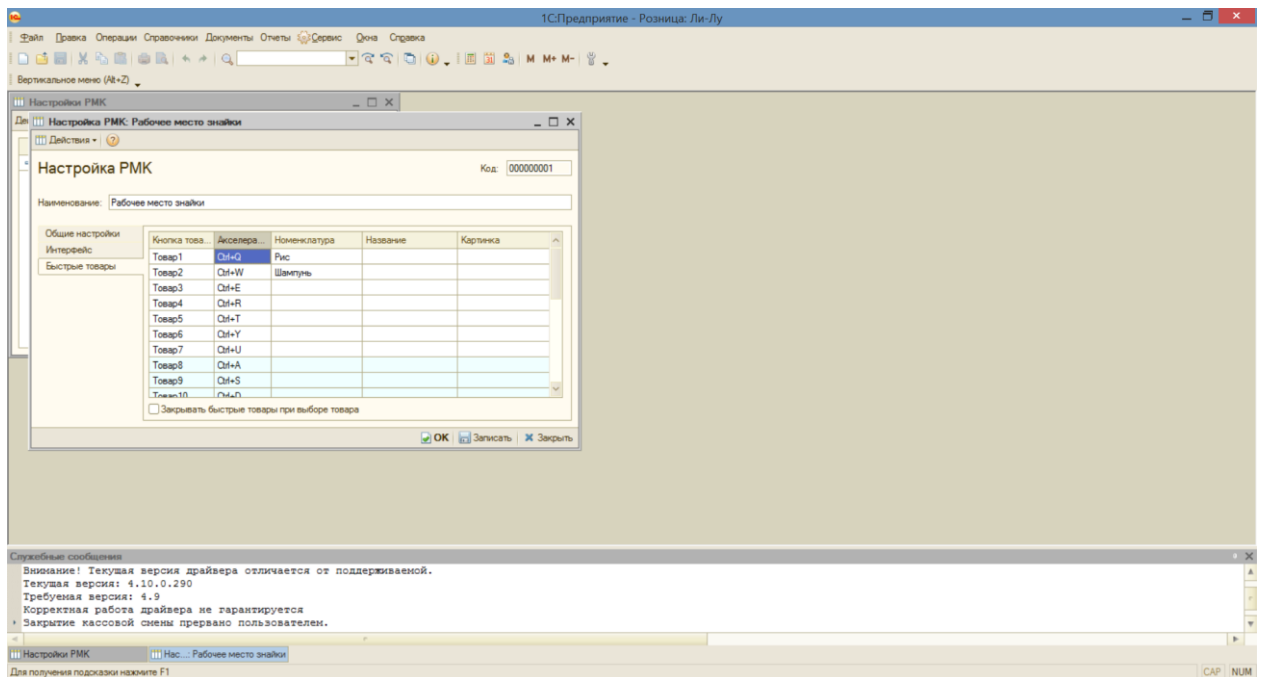 1С:Предприятие - Розница: Ли-Лу
Файл Правка Операции Справочники Документы Отчеты Сервис Окна Справка
M M+ M-
Вертикальное меню (Alt+Z)
Настройки РМК
Настройка РМК: Рабочее место знайки
Действия
Настройка РМК
Код: 000000001
Наименование: Рабочее место знайки
Общие настройки
Интерфейс
Быстрые товары
Кнопка това... Акселера... Номенклатура Название Картинка
Товар1 Ctrl+Q Рис
Товар2 Ctrl+W Шампунь
Товар3 Ctrl+E
Товар4 Ctrl+R
Товар5 Ctrl+T
Товар6 Ctrl+Y
Товар7 Ctrl+U
Товар8 Ctrl+A
Товар9 Ctrl+S
Товар10 Ctrl+D
Закрывать быстрые товары при выборе товара
OK Записать Закрыть
Служебные сообщения
Внимание! Текущая версия драйвера отличается от поддерживаемой.
Текущая версия: 4.10.0.290
Требуемая версия: 4.9
Корректная работа драйвера не гарантируется
Закрытие кассовой смены прервано пользователем.
Настройки РМК Нас...: Рабочее место знайки
Для получения подсказки нажмите F1
CAP NUM